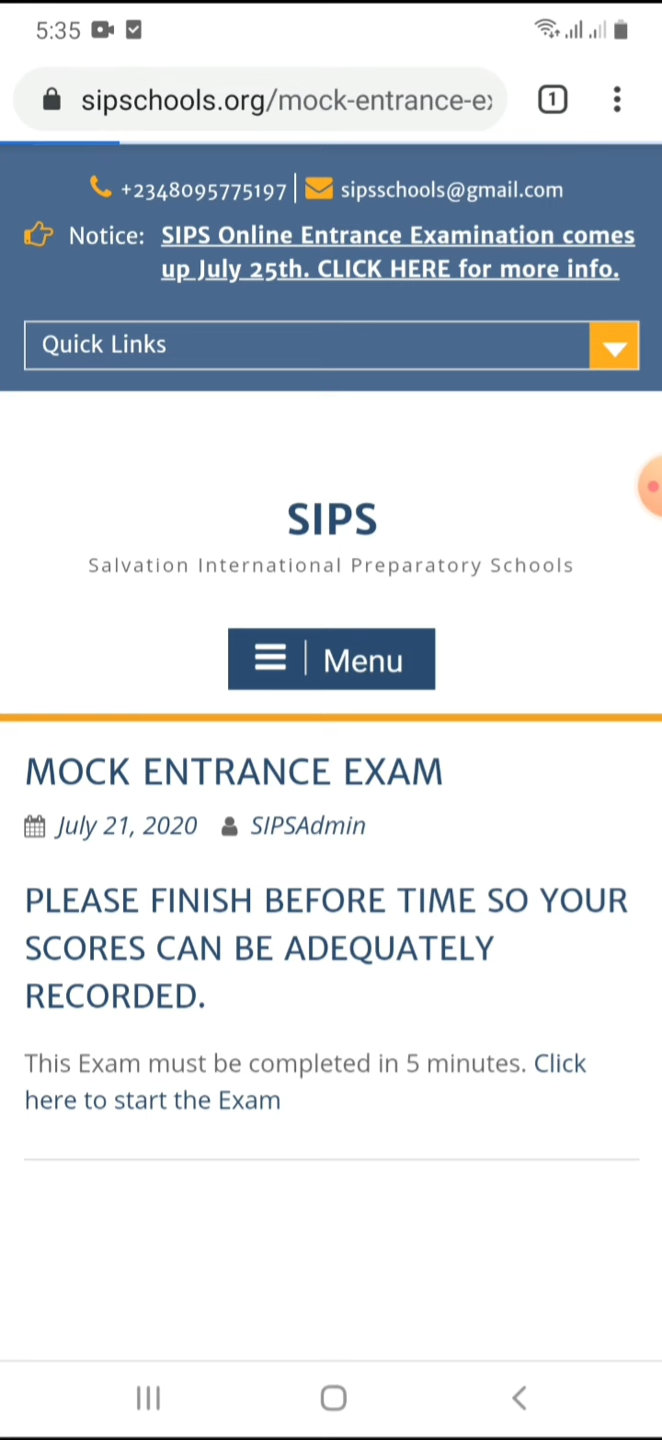 5:35
sipschools.org/mock-entrance-e
1
+2348095775197 sipsschools@gmail.com
Notice: SIPS Online Entrance Examination comes
up July 25th. CLICK HERE for more info.
Quick Links
SIPS
Salvation International Preparatory Schools
Menu
MOCK ENTRANCE EXAM
July 21, 2020 SIPSAdmin
PLEASE FINISH BEFORE TIME SO YOUR
SCORES CAN BE ADEQUATELY
RECORDED.
This Exam must be completed in 5 minutes. Click
here to start the Exam